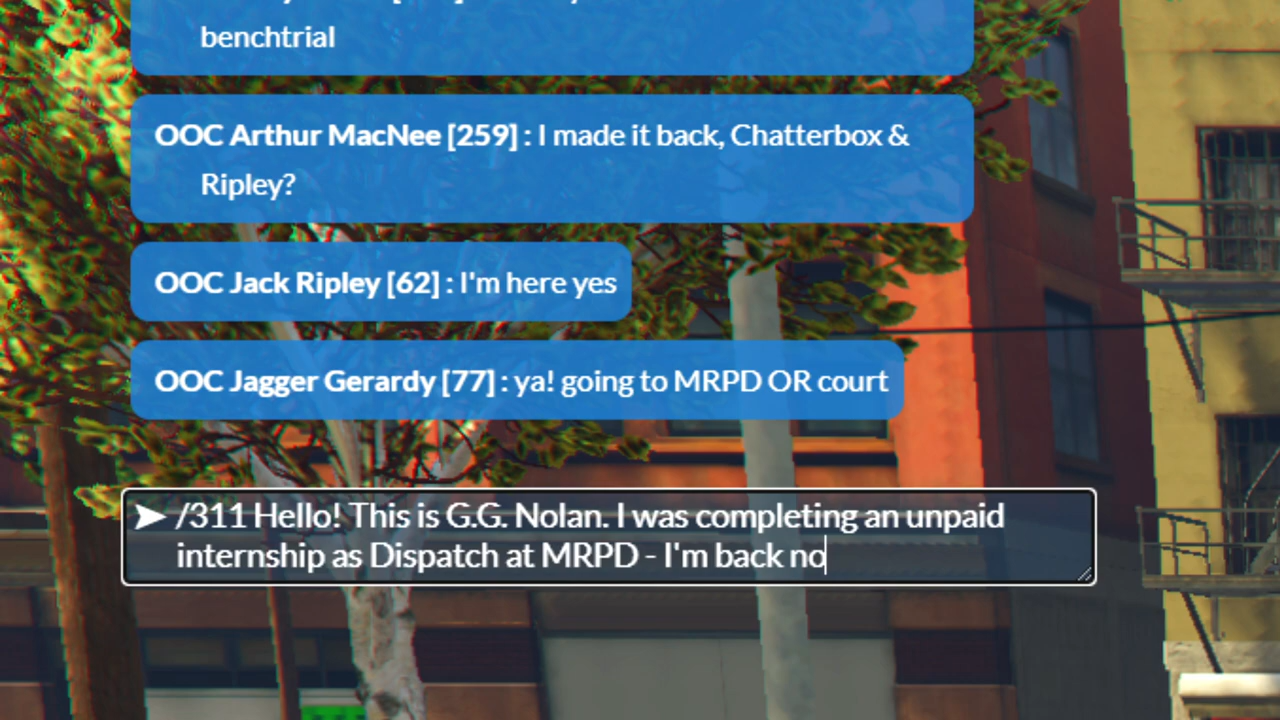 benchtrial
OOC Arthur MacNee [259] : I made it back, Chatterbox &
Ripley?
OOC Jack Ripley [62] : I'm here yes
OOC Jagger Gerardy [77] : ya! going to MRPD OR court
/311 Hello! This is G.G. Nolan. I was completing an unpaid
internship as Dispatch at MRPD - I'm back no